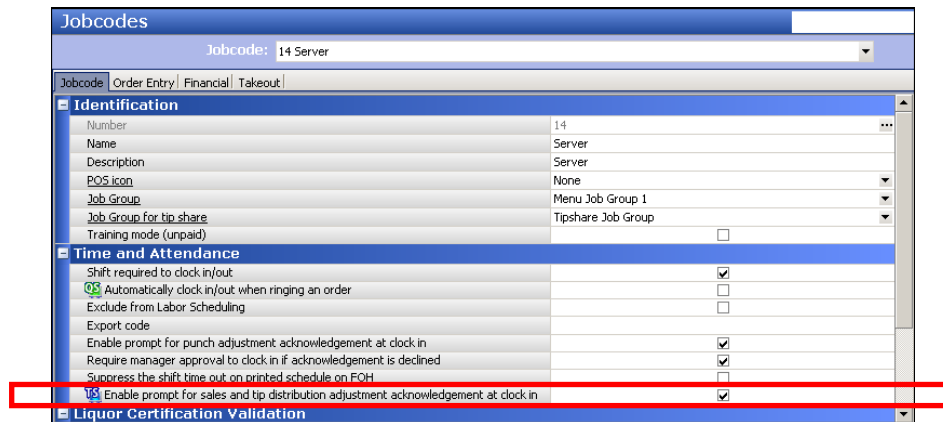 Jobcodes
Jobcode: 14 Server
Jobcode Order Entry Financial Takeout
Identification
Number 14 ...
Name Server
Description Server
POS icon None
Job Group Menu Job Group 1
Job Group for tip share Tipshare Job Group
Training mode (unpaid)
Time and Attendance
Shift required to clock in/out
QS Automatically clock in/out when ringing an order
Exclude from Labor Scheduling
Export code
Enable prompt for punch adjustment acknowledgement at clock in
Require manager approval to clock in if acknowledgement is declined
Suppress the shift time out on printed schedule on FOH
TS Enable prompt for sales and tip distribution adjustment acknowledgement at clock in
Liquor Certification Validation